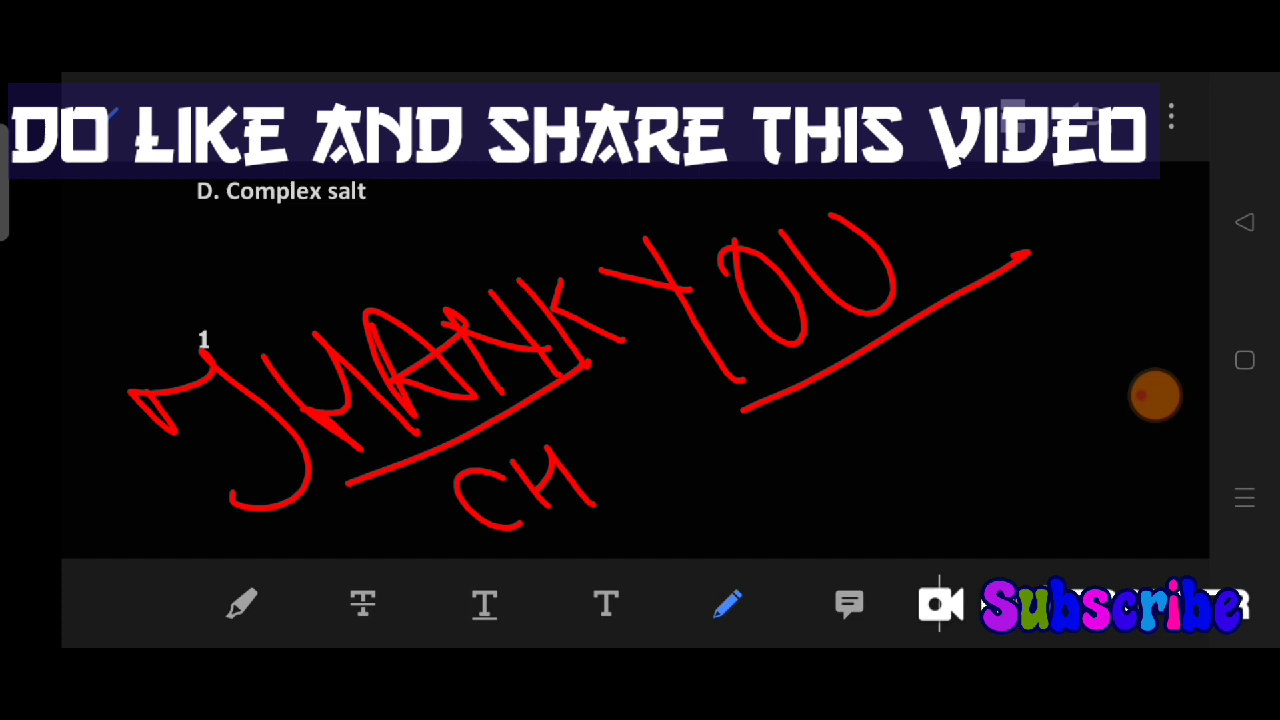 DO LIKE AND SHARE THIS VIDEO
D. Complex salt
1
THANK YOU
CH
Subscribe